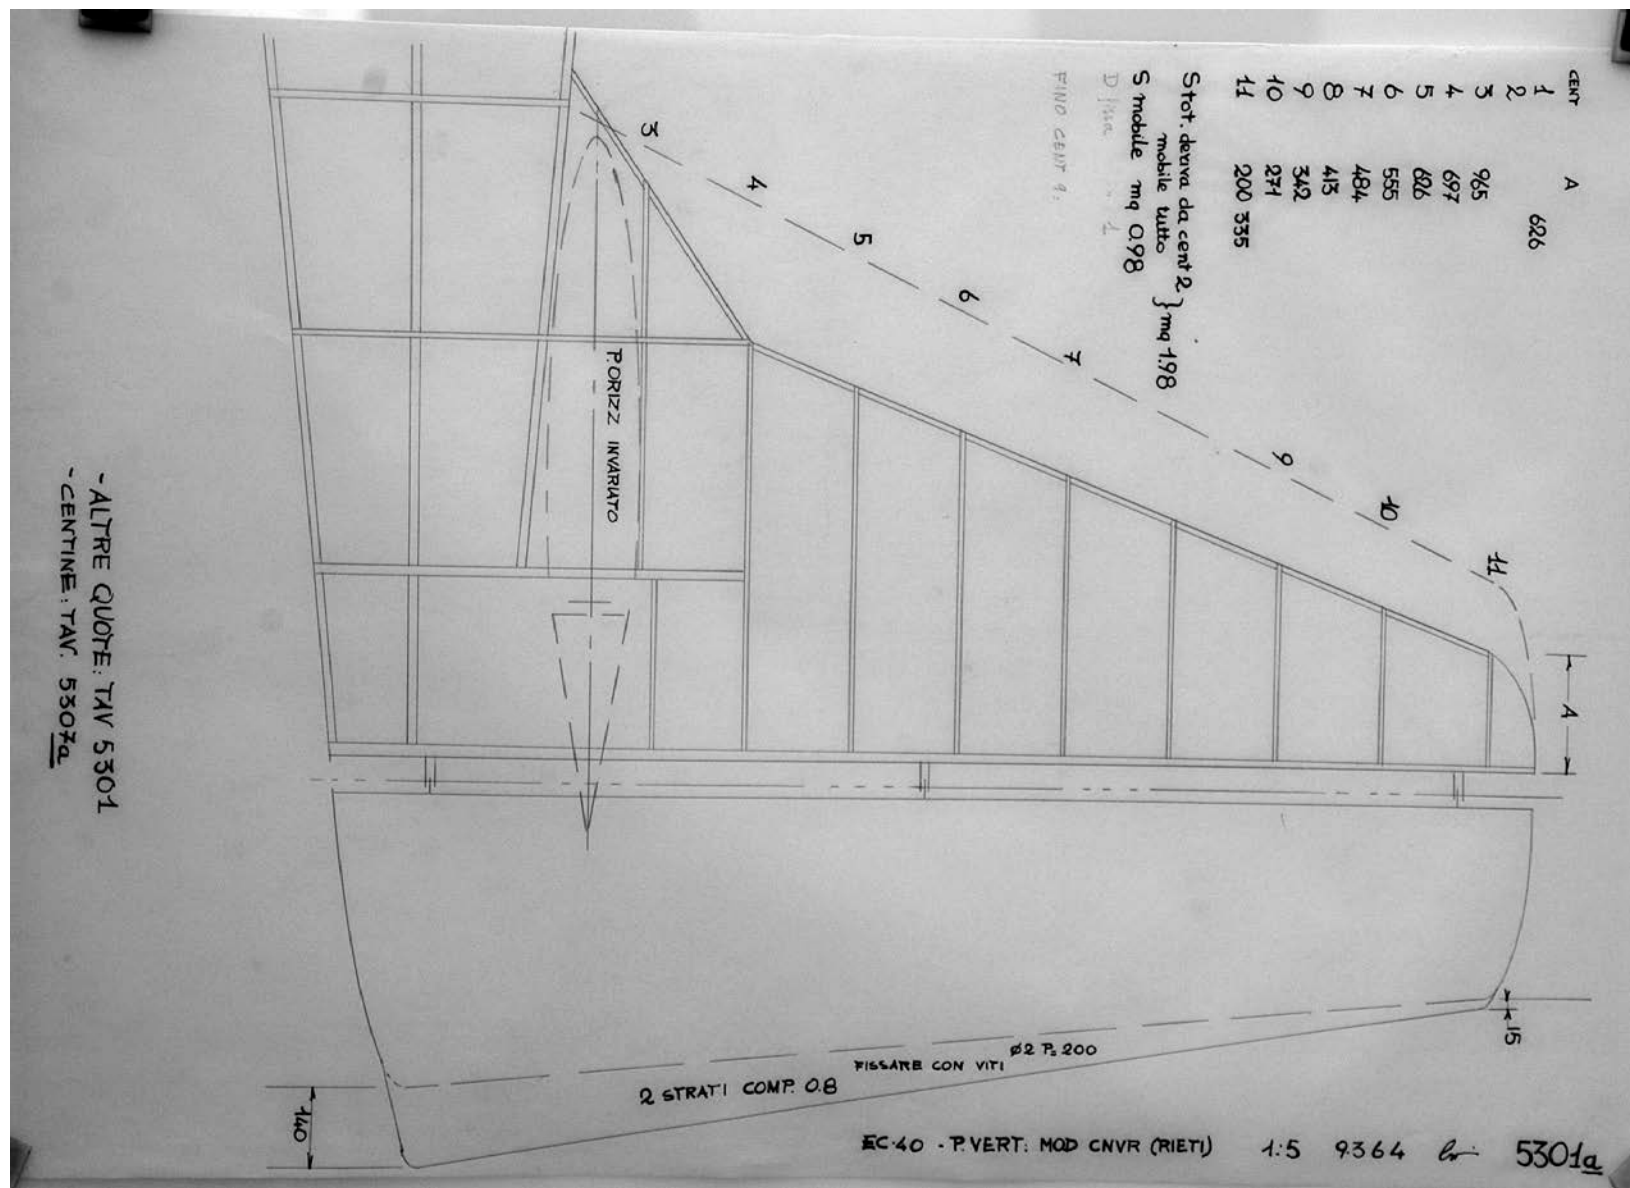 CENT A
1
2 626
3 965
4 697
5 626
6 555
7 484
8 413
9 342
10 271
11 200 335
S tot. deriva da cent 2
mobile tutto } mq 1.98
S mobile mq 0.98
D fissa
FINO CENT 9.
3
4
5
6
7
9
10
11
A
P.ORIZZ INVARIATO
- ALTRE QUOTE: TAV 5301
- CENTINE: TAV. 5307a
15
Ø2 P=200
FISSARE CON VITI
2 STRATI COMP. 0.8
140
EC·40 - P.VERT: MOD CNVR (RIETI) 1:5 9364 5301a